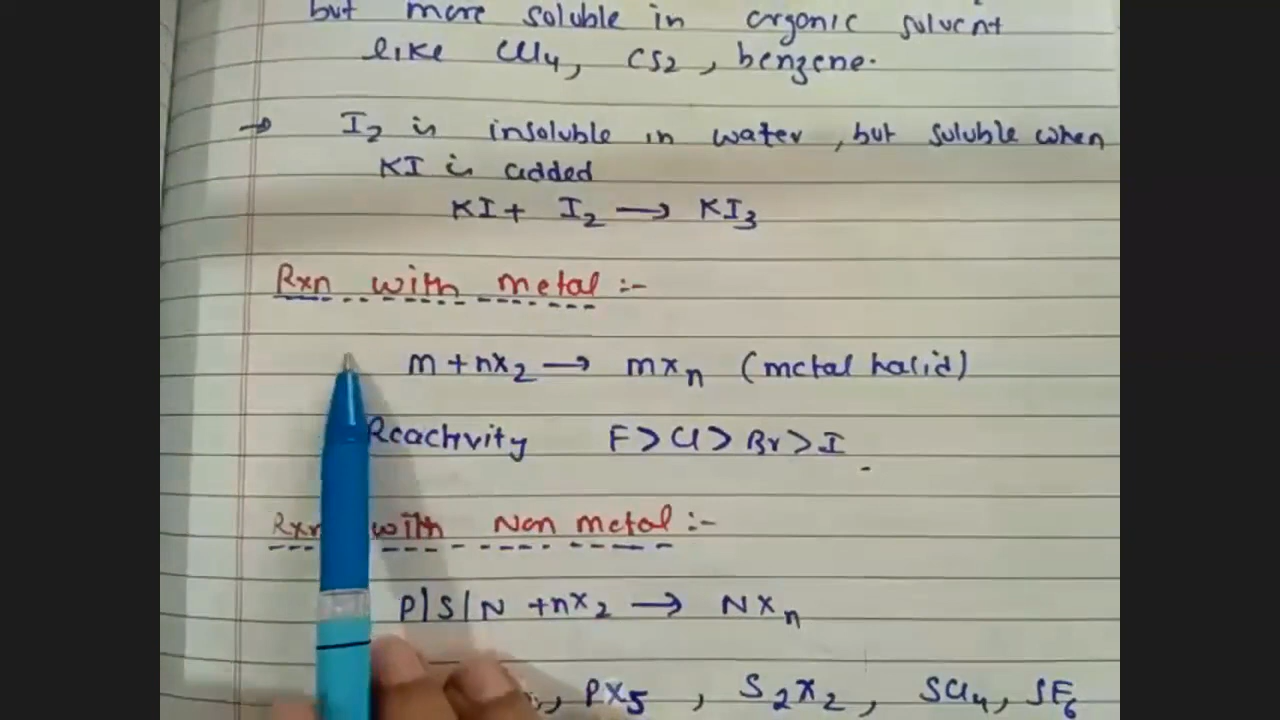 but more soluble in organic solvent
like CCl4, CS2, benzene.
→ I2 is insoluble in water, but soluble when
KI is added
KI + I2 → KI3
Rxn with metal :-
m + nX2 → mXn (metal halid)
Reactivity F > Cl > Br > I
Rxn with Non metal :-
P|S|N + nX2 → NXn
, PX5, S2X2, SCl4, SF6